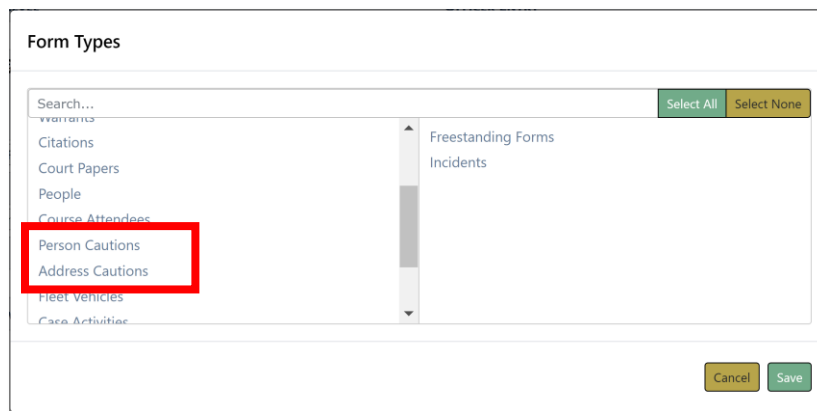 Form Types
Search...
Select All
Select None
Warrants
Citations
Court Papers
People
Course Attendees
Person Cautions
Address Cautions
Fleet Vehicles
Case Activities
Freestanding Forms
Incidents
Cancel
Save